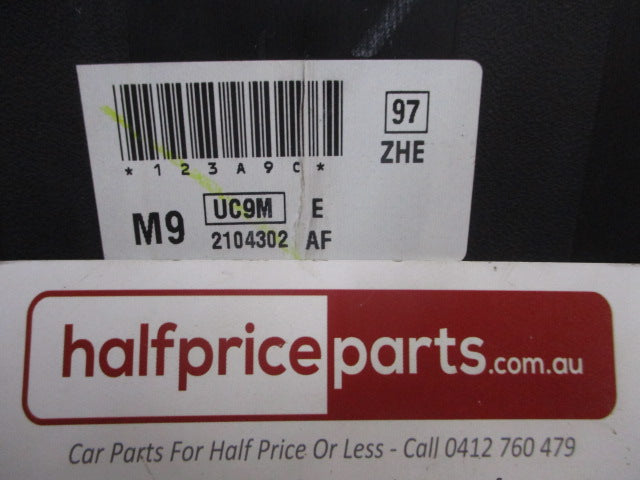 *123A9C*
97
ZHE
M9 UC9M E
2104302 AF
halfpriceparts.com.au
Car Parts For Half Price Or Less - Call 0412 760 479